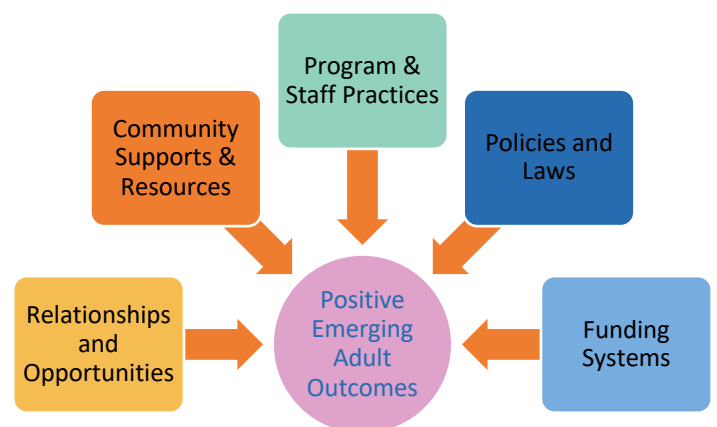 Program &
Staff Practices
Community
Supports &
Resources
Policies and
Laws
Relationships
and
Opportunities
Positive
Emerging
Adult
Outcomes
Funding
Systems